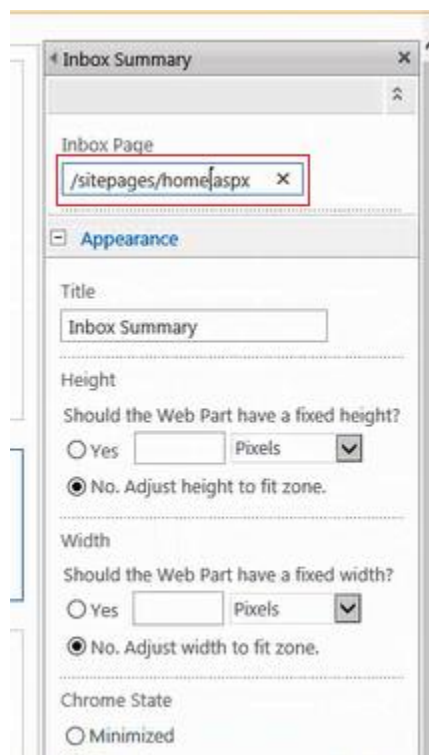 Inbox Summary
Inbox Page
/sitepages/home.aspx
Appearance
Title
Inbox Summary
Height
Should the Web Part have a fixed height?
Yes Pixels
No. Adjust height to fit zone.
Width
Should the Web Part have a fixed width?
Yes Pixels
No. Adjust width to fit zone.
Chrome State
Minimized